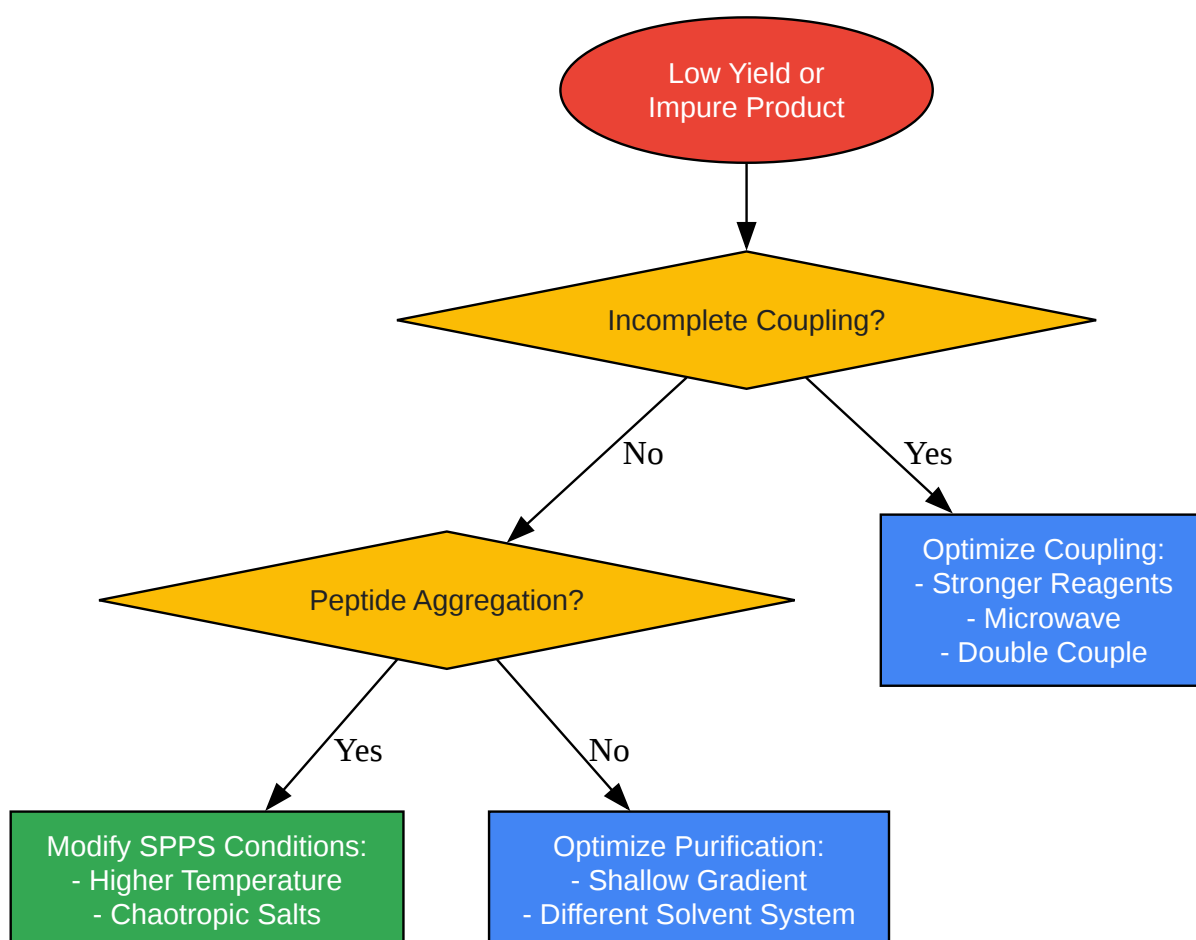 Low Yield or
Impure Product
Incomplete Coupling?
No
Yes
Optimize Coupling:
- Stronger Reagents
- Microwave
- Double Couple
Peptide Aggregation?
Yes
No
Modify SPPS Conditions:
- Higher Temperature
- Chaotropic Salts
Optimize Purification:
- Shallow Gradient
- Different Solvent System